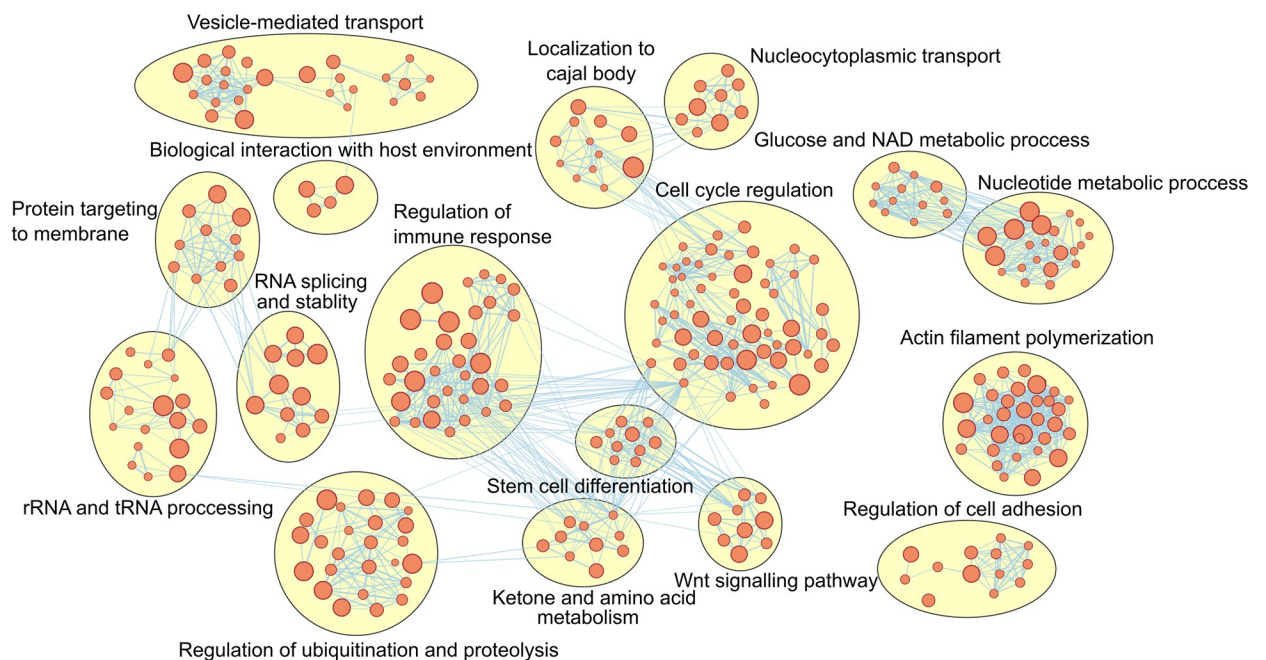 Vesicle-mediated transport
Localization to
cajal body
Nucleocytoplasmic transport
Biological interaction with host environment
Glucose and NAD metabolic proccess
Nucleotide metabolic proccess
Cell cycle regulation
Protein targeting
to membrane
Regulation of
immune response
RNA splicing
and stablity
Actin filament polymerization
Stem cell differentiation
rRNA and tRNA proccessing
Regulation of cell adhesion
Wnt signalling pathway
Ketone and amino acid
metabolism
Regulation of ubiquitination and proteolysis